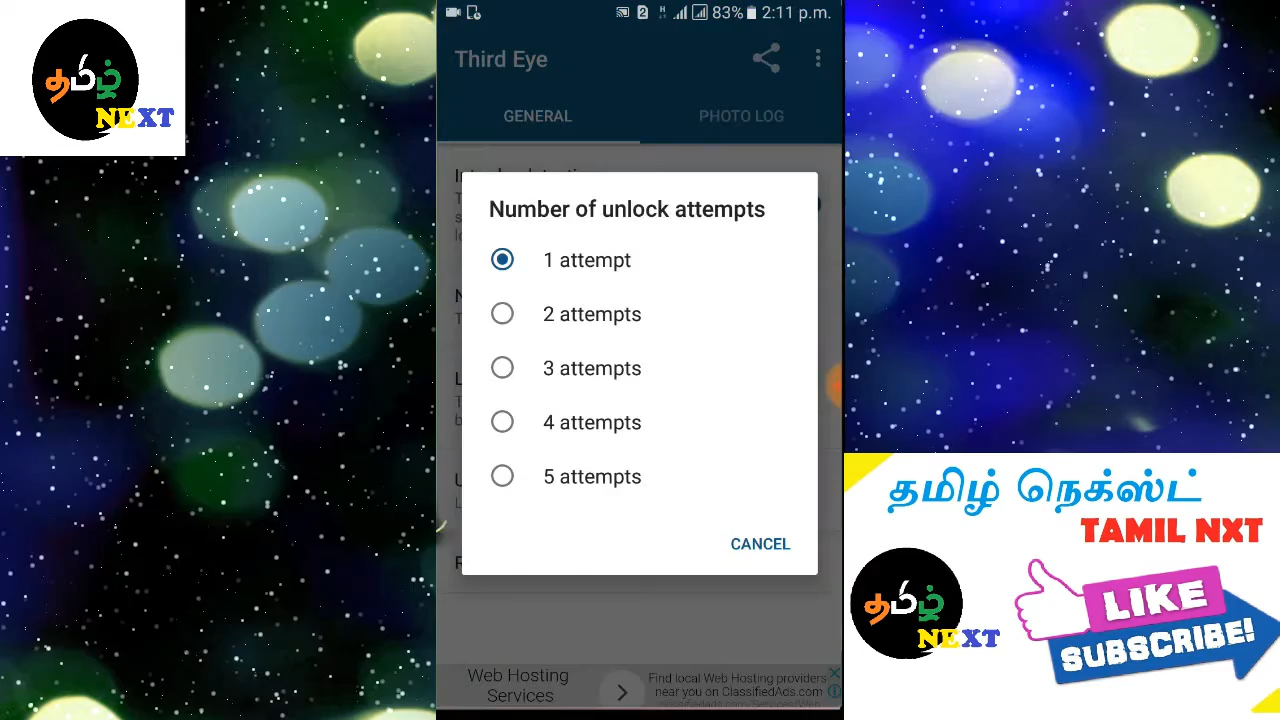 தமிழ்
NEXT
83% 2:11 p.m.
Third Eye
GENERAL
PHOTO LOG
Number of unlock attempts
1 attempt
2 attempts
3 attempts
4 attempts
5 attempts
CANCEL
Web Hosting
Services
Find local Web Hosting providers
near you on ClassifiedAds.com
தமிழ் நெக்ஸ்ட்
TAMIL NXT
தமிழ்
NEXT
LIKE
SUBSCRIBE!